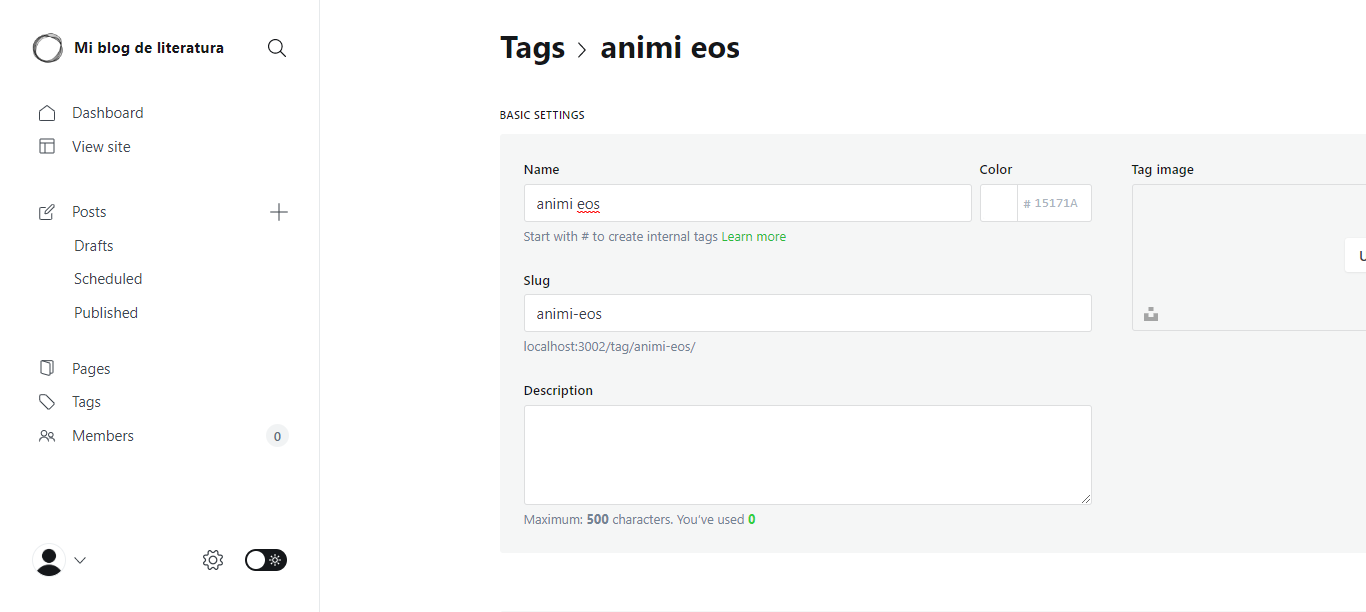 Mi blog de literatura
Dashboard
View site
Posts
Drafts
Scheduled
Published
Pages
Tags
Members
0
Tags › animi eos
BASIC SETTINGS
Name
animi eos
Start with # to create internal tags Learn more
Color
# 15171A
Slug
animi-eos
localhost:3002/tag/animi-eos/
Description
Maximum: 500 characters. You’ve used 0
Tag image